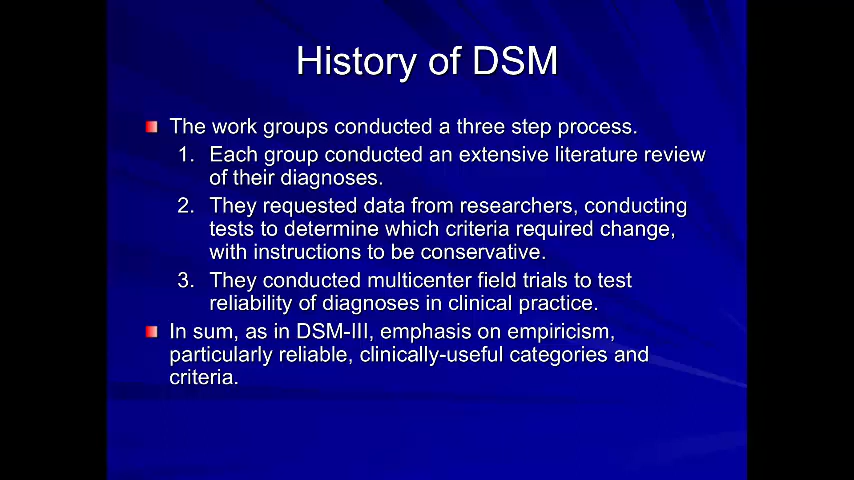 History of DSM
The work groups conducted a three step process.
1. Each group conducted an extensive literature review
of their diagnoses.
2. They requested data from researchers, conducting
tests to determine which criteria required change,
with instructions to be conservative.
3. They conducted multicenter field trials to test
reliability of diagnoses in clinical practice.
In sum, as in DSM-III, emphasis on empiricism,
particularly reliable, clinically-useful categories and
criteria.